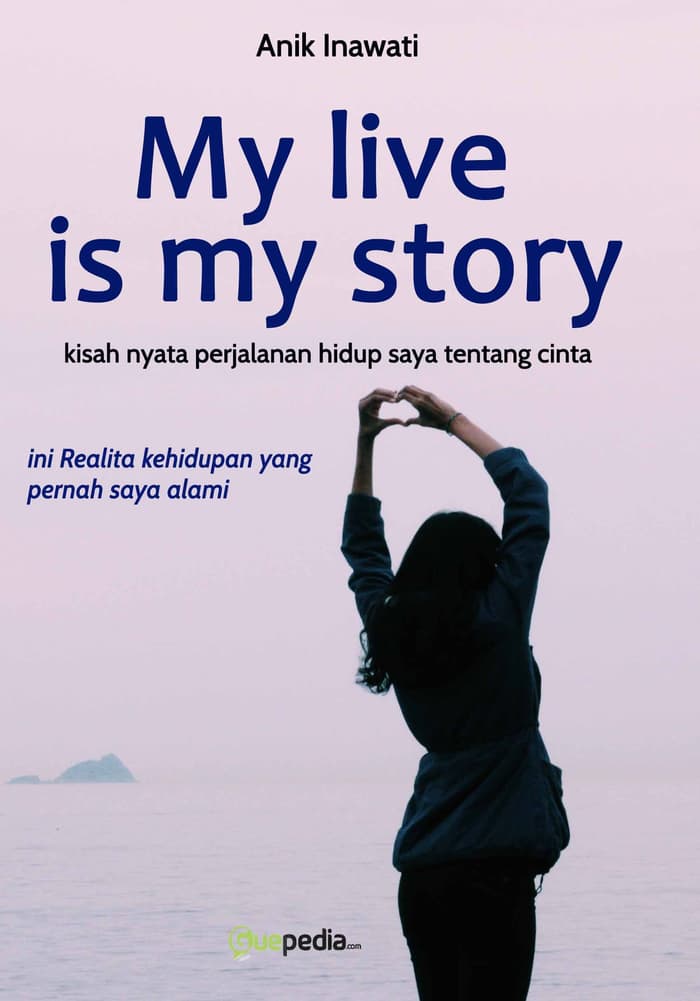 Anik Inawati
My live
is my story
kisah nyata perjalanan hidup saya tentang cinta
ini Realita kehidupan yang
pernah saya alami
Guepedia.com